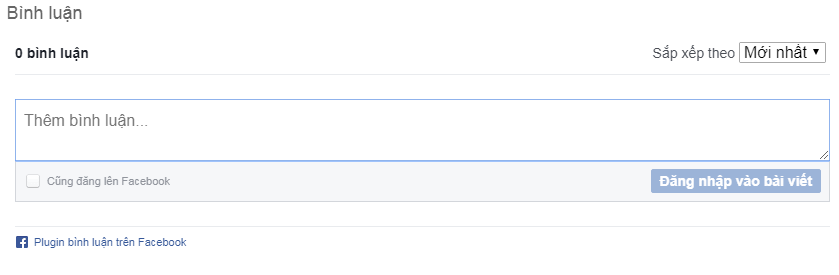 Bình luận
0 bình luận
Sắp xếp theo Mới nhất
Thêm bình luận...
Cũng đăng lên Facebook
Đăng nhập vào bài viết
Plugin bình luận trên Facebook